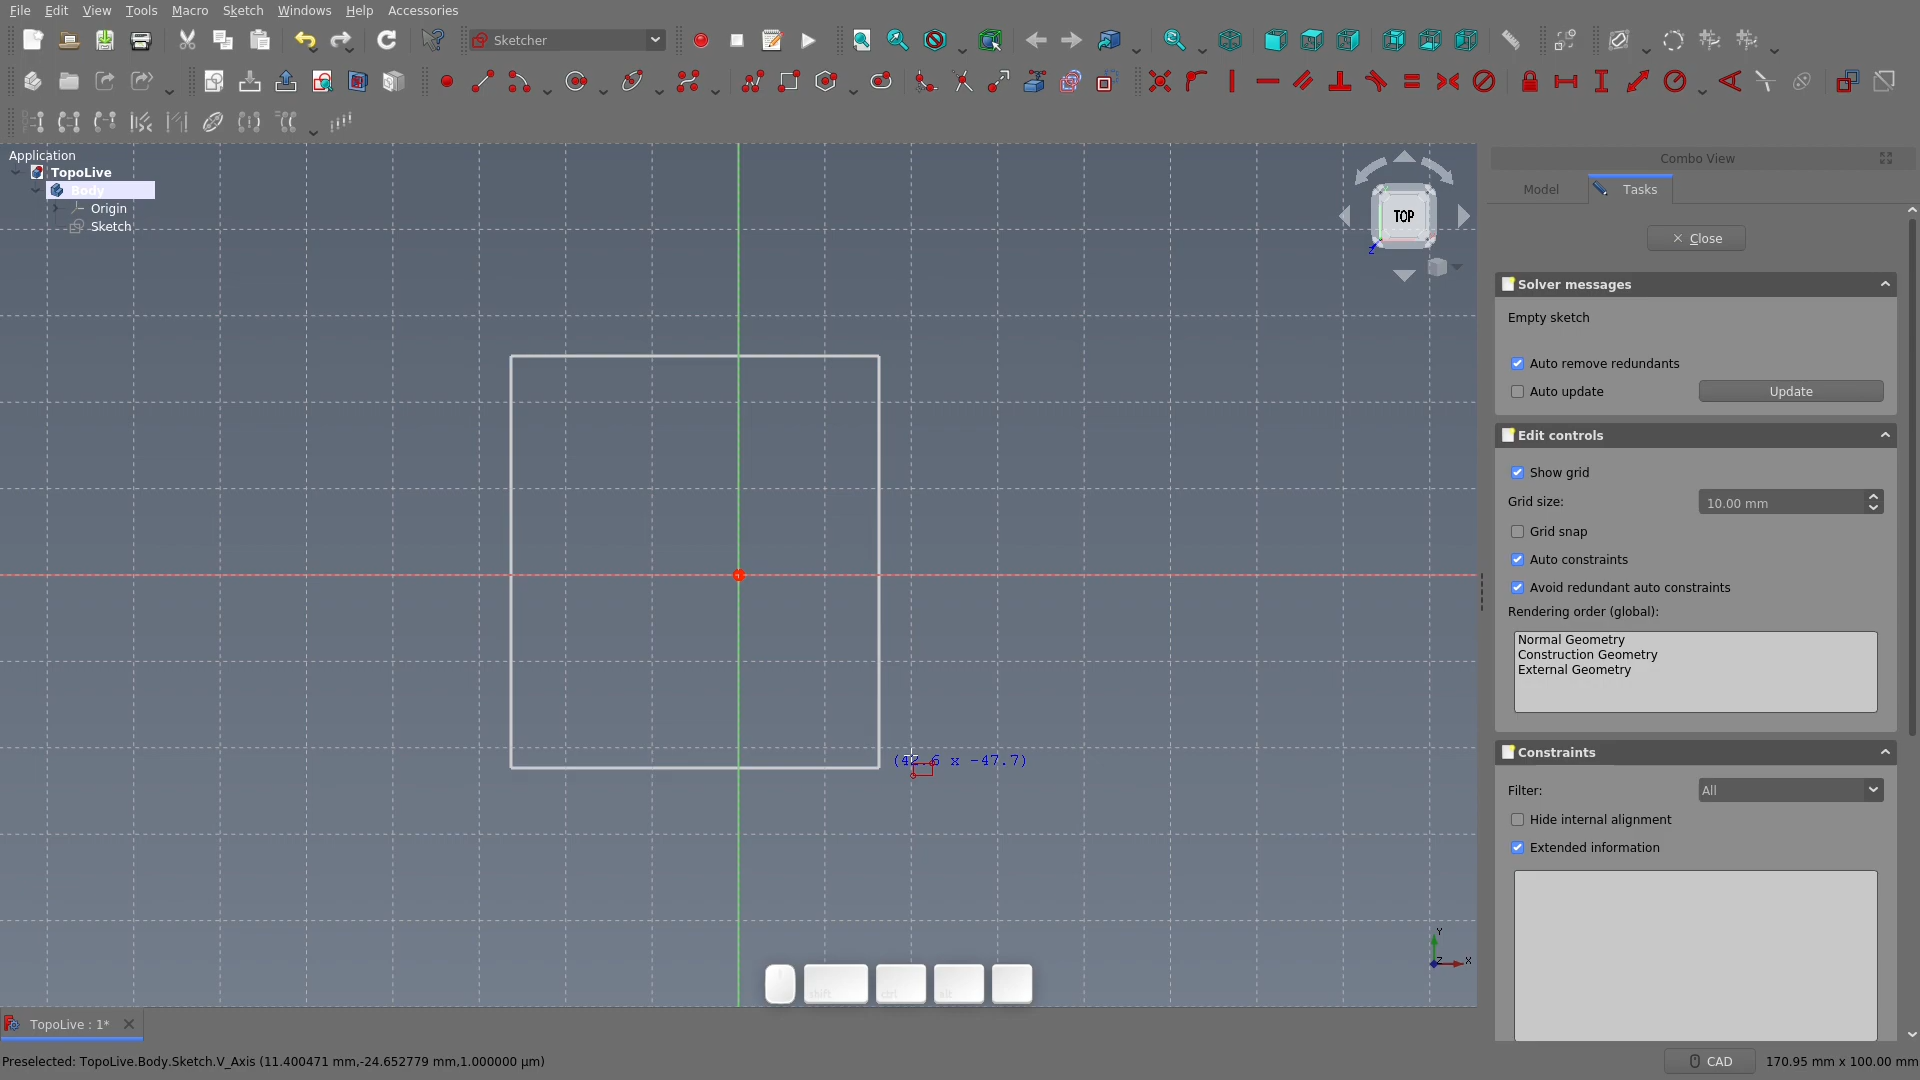 File Edit View Tools Macro Sketch Windows Help Accessories
Sketcher
Application
TopoLive
Body
Origin
Sketch
TOP
Z
(42.6 x -47.7)
Y
Z
X
shift
ctrl
alt
Combo View
Model
Tasks
Close
Solver messages
Empty sketch
Auto remove redundants
Auto update
Update
Edit controls
Show grid
Grid size:
10.00 mm
Grid snap
Auto constraints
Avoid redundant auto constraints
Rendering order (global):
Normal Geometry
Construction Geometry
External Geometry
Constraints
Filter:
All
Hide internal alignment
Extended information
TopoLive : 1*
Preselected: TopoLive.Body.Sketch.V_Axis (11.400471 mm,-24.652779 mm,1.000000 μm)
CAD
170.95 mm x 100.00 mm